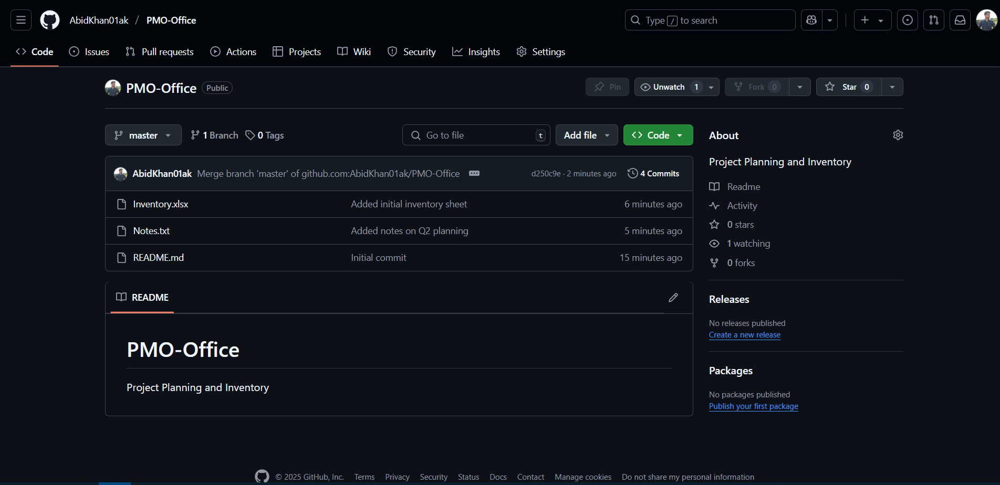 AbidKhan01ak / PMO-Office
Type / to search
Code Issues Pull requests Actions Projects Wiki Security Insights Settings
PMO-Office Public
Pin Unwatch 1 Fork 0 Star 0
master 1 Branch 0 Tags
Go to file t Add file Code
AbidKhan01ak Merge branch 'master' of github.com:AbidKhan01ak/PMO-Office d250c9e · 2 minutes ago 4 Commits
Inventory.xlsx Added initial inventory sheet 6 minutes ago
Notes.txt Added notes on Q2 planning 5 minutes ago
README.md Initial commit 15 minutes ago
README
PMO-Office
Project Planning and Inventory
About
Project Planning and Inventory
Readme
Activity
0 stars
1 watching
0 forks
Releases
No releases published
Create a new release
Packages
No packages published
Publish your first package
© 2025 GitHub, Inc. Terms Privacy Security Status Docs Contact Manage cookies Do not share my personal information